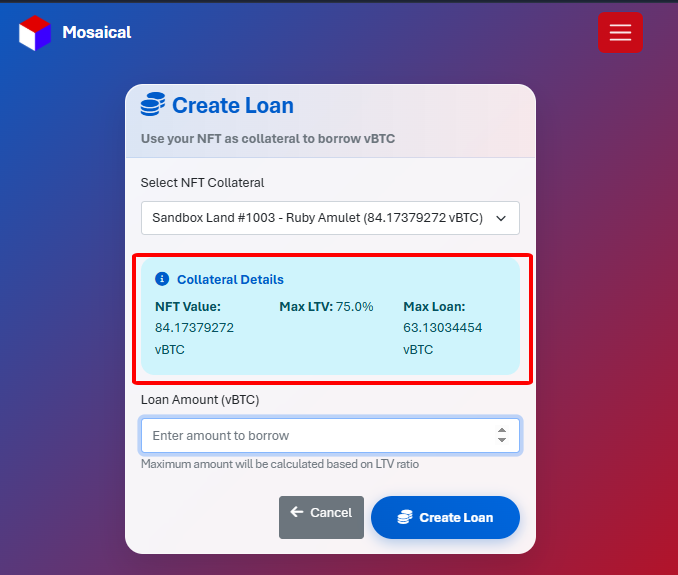 Mosaical
Create Loan
Use your NFT as collateral to borrow vBTC
Select NFT Collateral
Sandbox Land #1003 - Ruby Amulet (84.17379272 vBTC)
Collateral Details
NFT Value: Max LTV: 75.0% Max Loan:
84.17379272 63.13034454
vBTC vBTC
Loan Amount (vBTC)
Enter amount to borrow
Maximum amount will be calculated based on LTV ratio
Cancel Create Loan